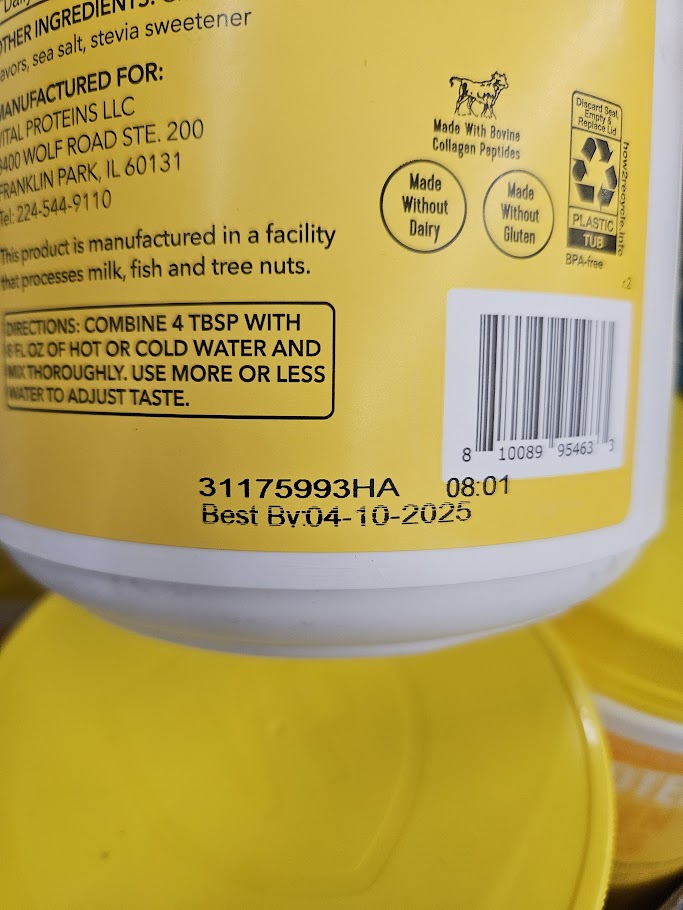 OTHER INGREDIENTS:
sea salt, stevia sweetener
MANUFACTURED FOR:
VITAL PROTEINS LLC
WOLF ROAD STE. 200
FRANKLIN PARK, IL 60131
Tel: 224-544-9110
This product is manufactured in a facility
that processes milk, fish and tree nuts.
DIRECTIONS: COMBINE 4 TBSP WITH
FL OZ OF HOT OR COLD WATER AND
MIX THOROUGHLY. USE MORE OR LESS
WATER TO ADJUST TASTE.
Made With Bovine
Collagen Peptides
Made
Without
Dairy
Made
Without
Gluten
Discard Seal,
Empty &
Replace Lid
PLASTIC
TUB
BPA-free
how2recycle.info
8 10089 95463 3
31175993HA 08:01
Best By:04-10-2025